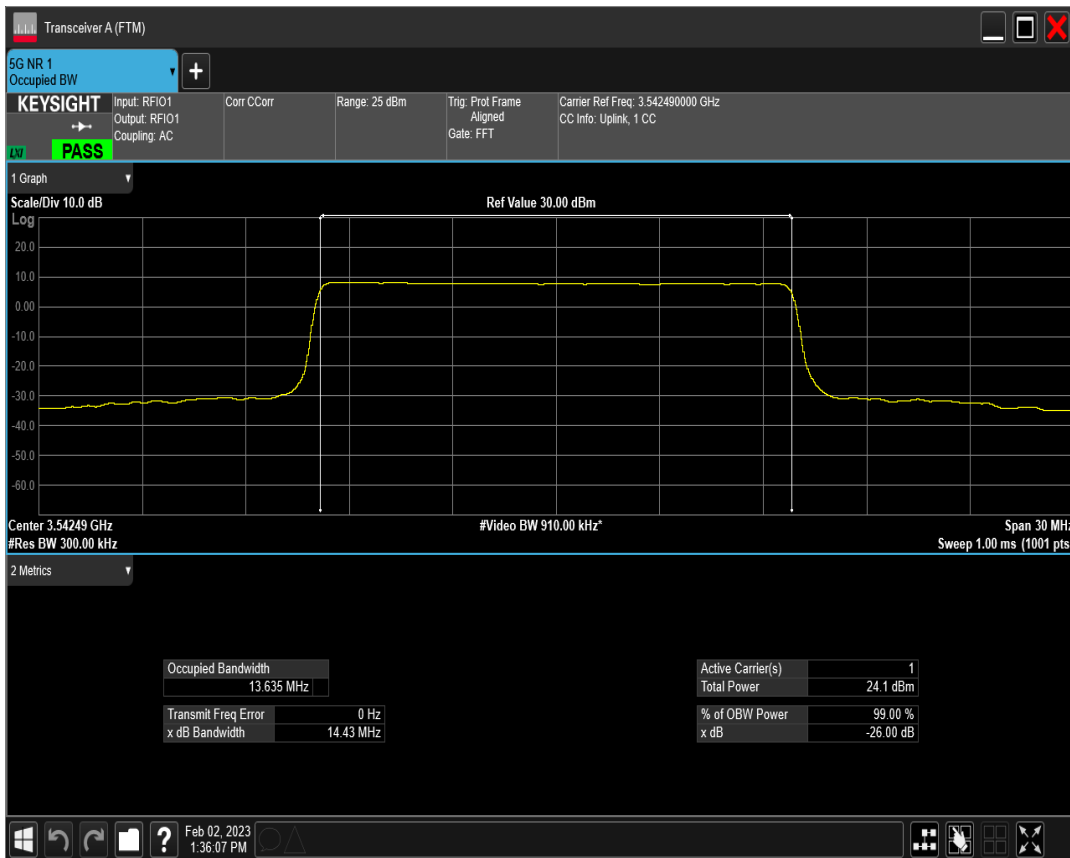 Transceiver A (FTM)
5G NR 1
Occupied BW
+
KEYSIGHT
LXI
PASS
Input: RFIO1
Output: RFIO1
Coupling: AC
Corr CCorr
Range: 25 dBm
Trig: Prot Frame
Aligned
Gate: FFT
Carrier Ref Freq: 3.542490000 GHz
CC Info: Uplink, 1 CC
1 Graph
Scale/Div 10.0 dB
Ref Value 30.00 dBm
Log
20.0
10.0
0.00
-10.0
-20.0
-30.0
-40.0
-50.0
-60.0
Center 3.54249 GHz
#Video BW 910.00 kHz*
Span 30 MHz
#Res BW 300.00 kHz
Sweep 1.00 ms (1001 pts
2 Metrics
Occupied Bandwidth
13.635 MHz
Transmit Freq Error 0 Hz
x dB Bandwidth 14.43 MHz
Active Carrier(s) 1
Total Power 24.1 dBm
% of OBW Power 99.00 %
x dB -26.00 dB
?
Feb 02, 2023
1:36:07 PM